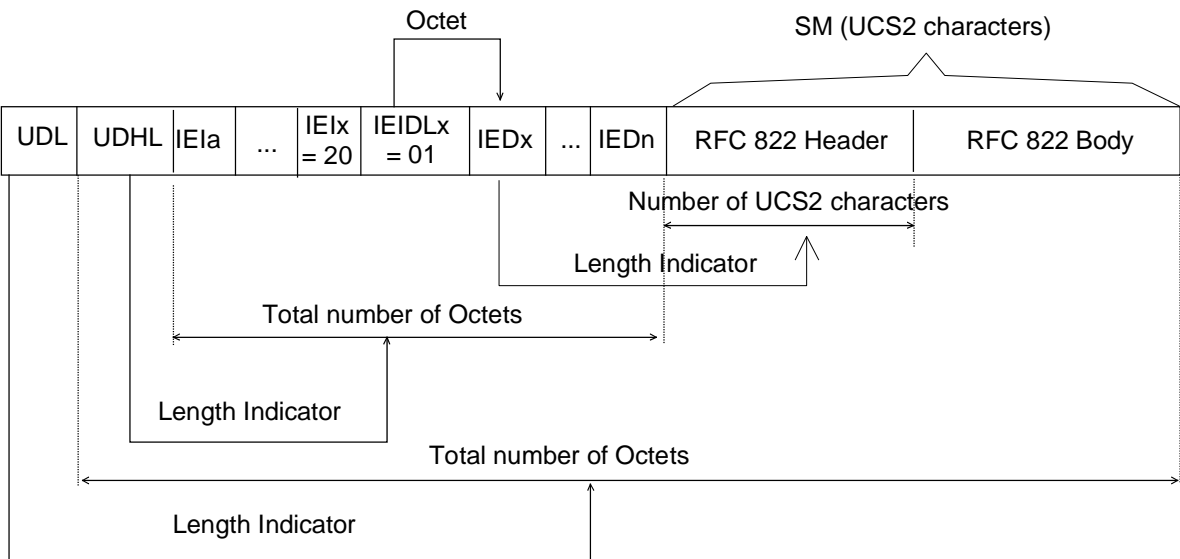 Octet
SM (UCS2 characters)
UDL UDHL IEIa ... IEIx = 20 IEIDLx = 01 IEDx ... IEDn RFC 822 Header RFC 822 Body
Number of UCS2 characters
Length Indicator
Total number of Octets
Length Indicator
Total number of Octets
Length Indicator